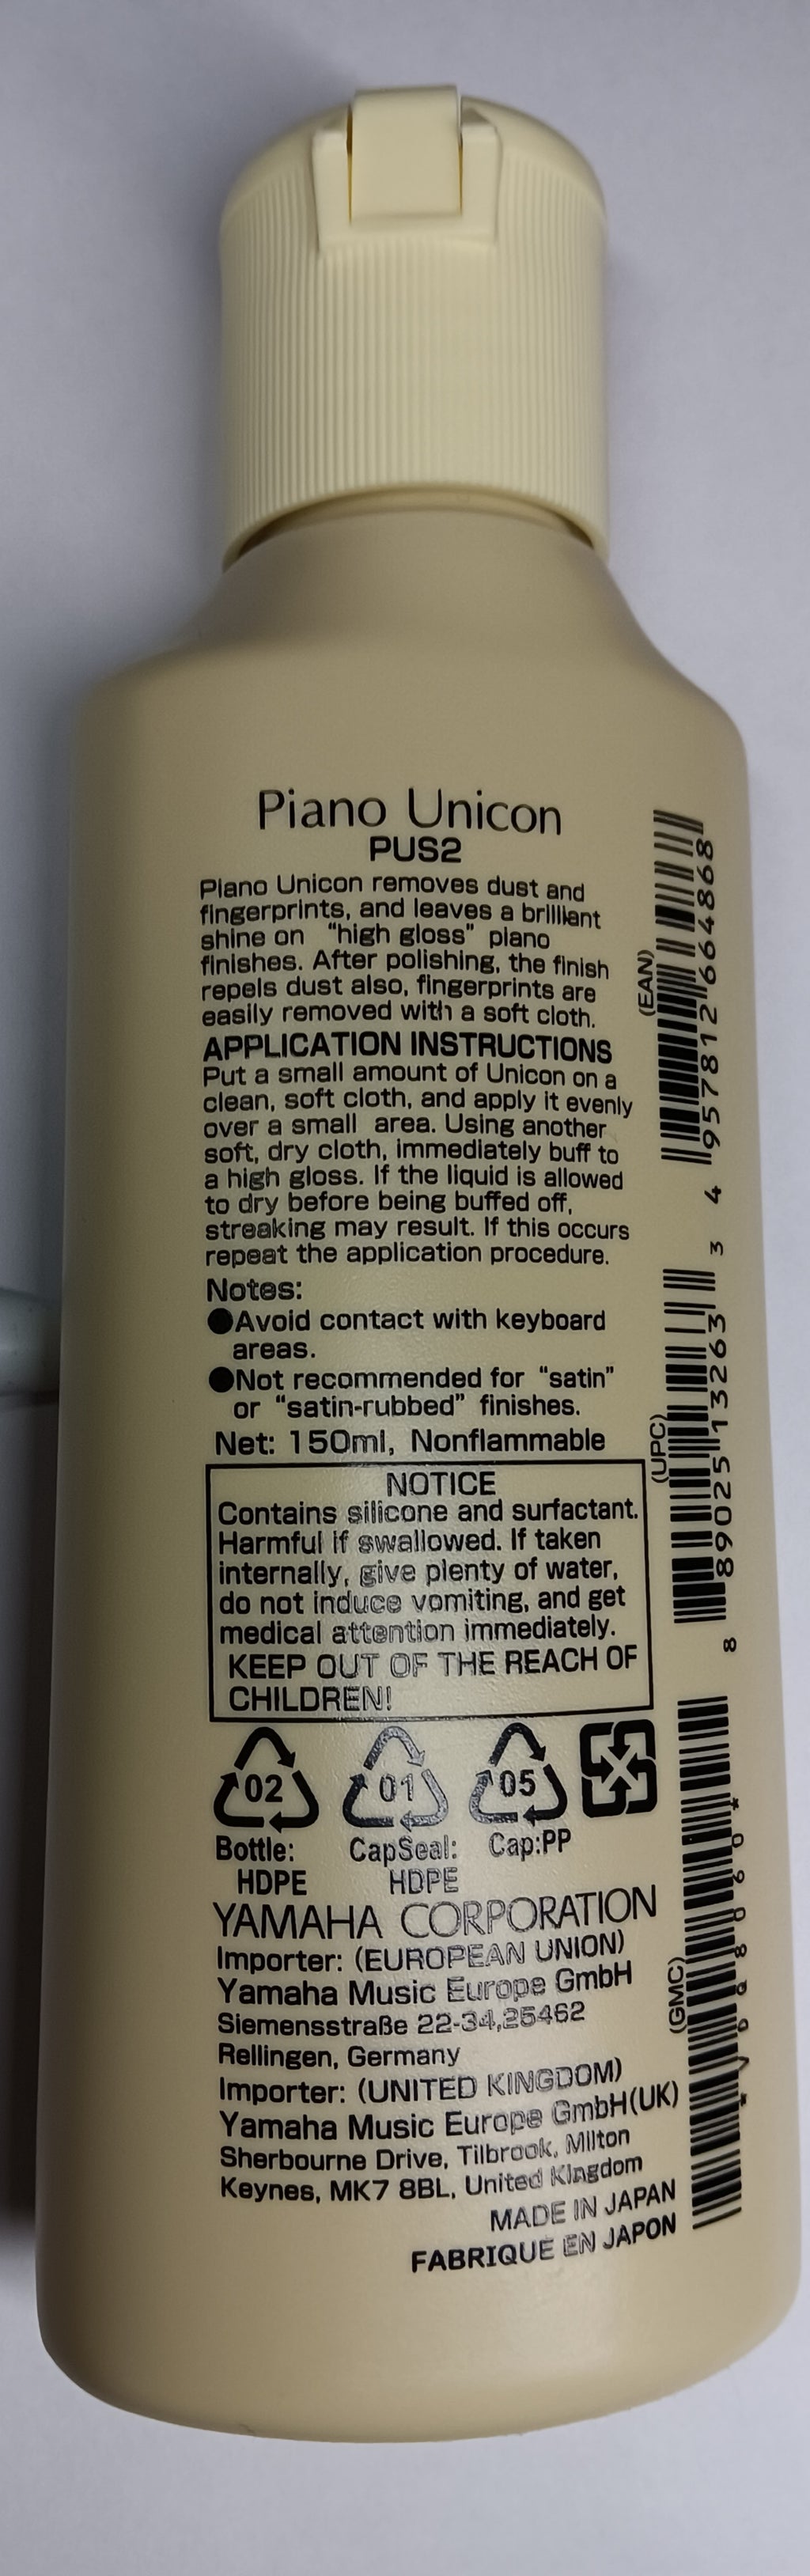 Piano Unicon
PUS2
Piano Unicon removes dust and
fingerprints, and leaves a brilliant
shine on "high gloss" piano
finishes. After polishing, the finish
repels dust also, fingerprints are
easily removed with a soft cloth.
APPLICATION INSTRUCTIONS
Put a small amount of Unicon on a
clean, soft cloth, and apply it evenly
over a small area. Using another
soft, dry cloth, immediately buff to
a high gloss. If the liquid is allowed
to dry before being buffed off,
streaking may result. If this occurs
repeat the application procedure.
Notes:
●Avoid contact with keyboard
areas.
●Not recommended for "satin"
or "satin-rubbed" finishes.
Net: 150ml, Nonflammable
NOTICE
Contains silicone and surfactant.
Harmful if swallowed. If taken
internally, give plenty of water,
do not induce vomiting, and get
medical attention immediately.
KEEP OUT OF THE REACH OF
CHILDREN!
02 01 05
Bottle: CapSeal: Cap:PP
HDPE HDPE
YAMAHA CORPORATION
Importer: (EUROPEAN UNION)
Yamaha Music Europe GmbH
Siemensstraße 22-34,25462
Rellingen, Germany
Importer: (UNITED KINGDOM)
Yamaha Music Europe GmbH(UK)
Sherbourne Drive, Tilbrook, Milton
Keynes, MK7 8BL, United Kingdom
MADE IN JAPAN
FABRIQUE EN JAPON
(EAN)
4 957812 664868
(UPC)
8 89025 13263 3
(GMC)